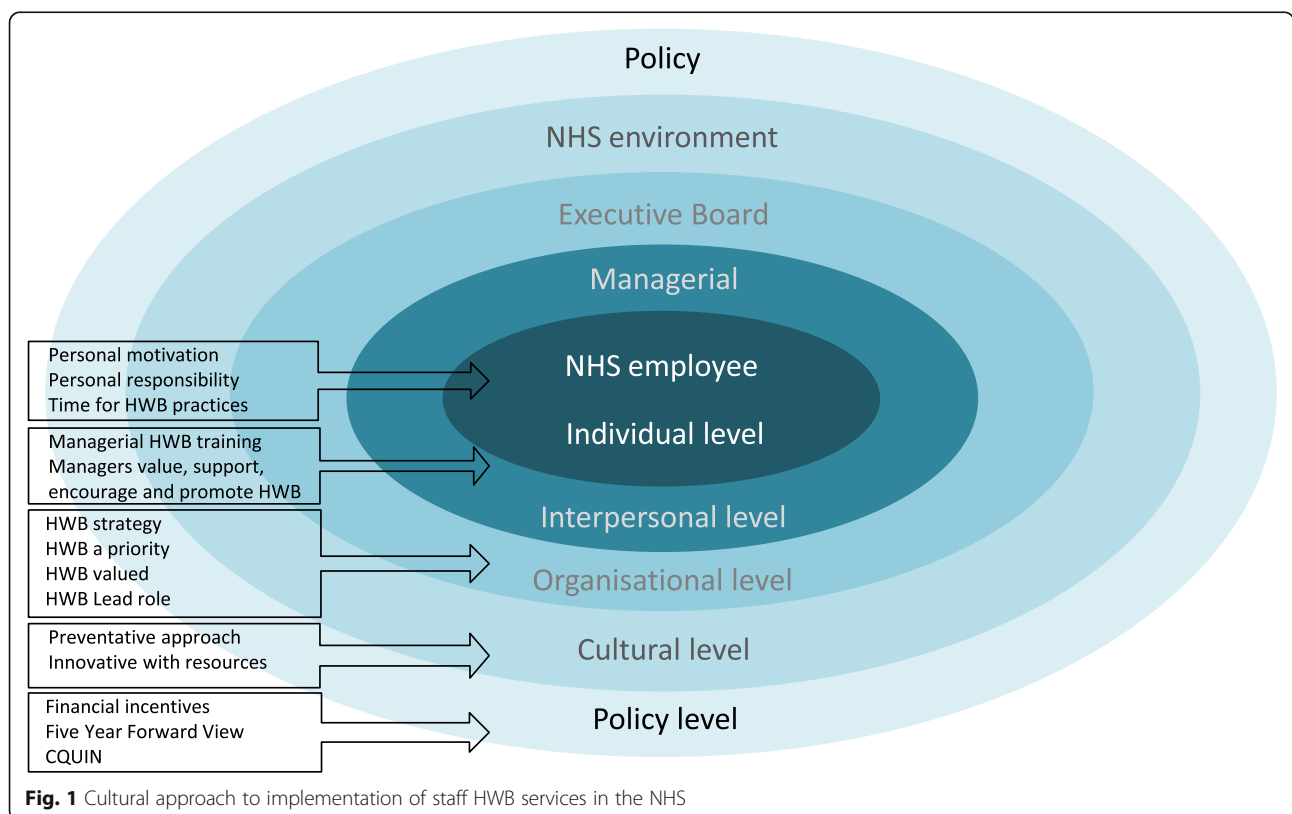 Policy
NHS environment
Executive Board
Managerial
NHS employee
Individual level
Interpersonal level
Organisational level
Cultural level
Policy level
Personal motivation
Personal responsibility
Time for HWB practices
Managerial HWB training
Managers value, support,
encourage and promote HWB
HWB strategy
HWB a priority
HWB valued
HWB Lead role
Preventative approach
Innovative with resources
Financial incentives
Five Year Forward View
CQUIN
Fig. 1 Cultural approach to implementation of staff HWB services in the NHS